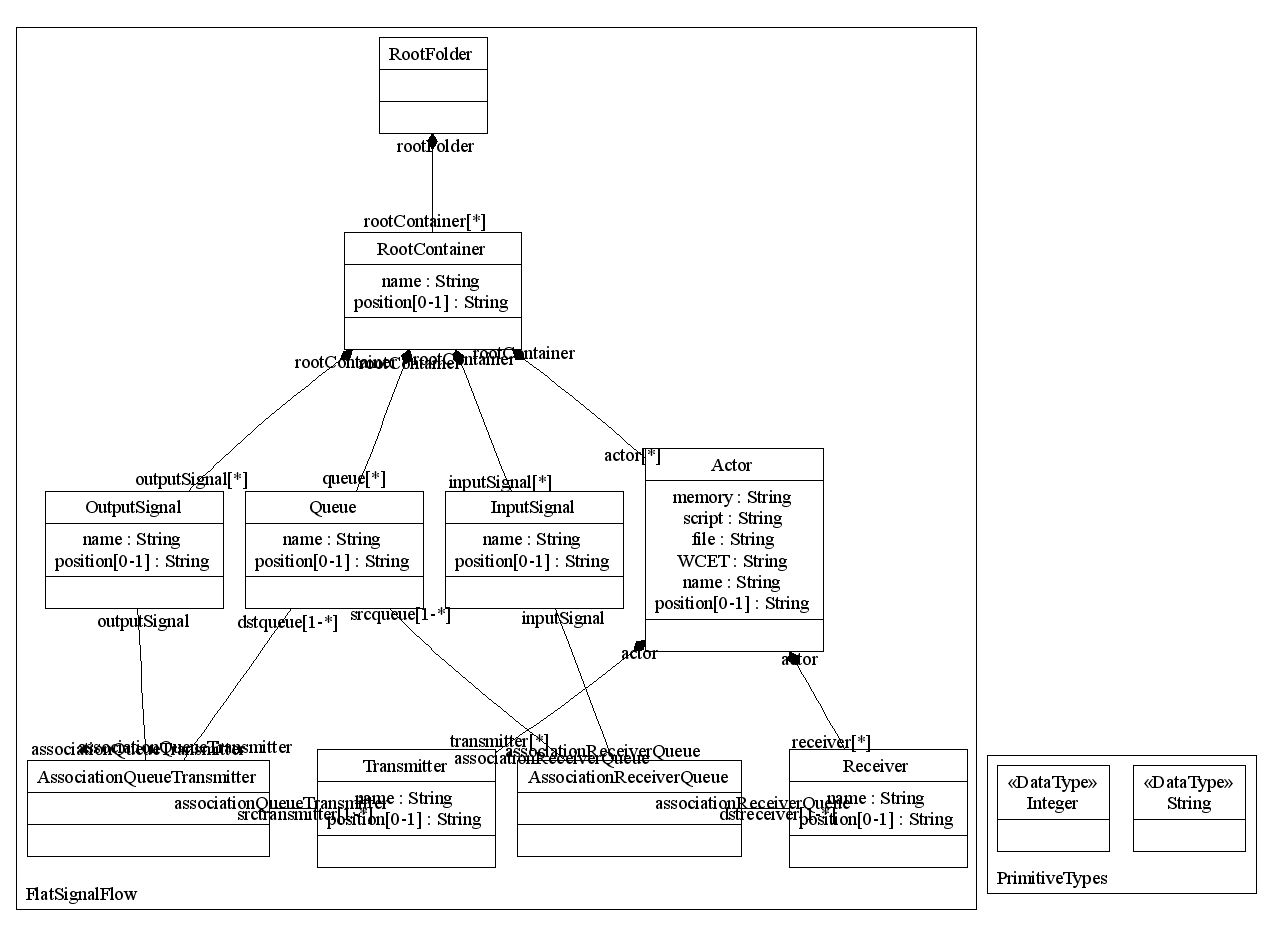 RootFolder
rootFolder
rootContainer[*]
RootContainer
name : String
position[0-1] : String
rootContainer
rootContainer
rootContainer
rootContainer
outputSignal[*]
queue[*]
inputSignal[*]
actor[*]
OutputSignal
name : String
position[0-1] : String
Queue
name : String
position[0-1] : String
InputSignal
name : String
position[0-1] : String
Actor
memory : String
script : String
file : String
WCET : String
name : String
position[0-1] : String
outputSignal
dstqueue[1-*]
srcqueue[1-*]
inputSignal
actor
actor
associationQueueTransmitter
associationQueueTransmitter
transmitter[*]
associationReceiverQueue
associationReceiverQueue
receiver[*]
AssociationQueueTransmitter
Transmitter
name : String
position[0-1] : String
associationQueueTransmitter
srctransmitter[1-*]
AssociationReceiverQueue
Receiver
name : String
position[0-1] : String
associationReceiverQueue
dstreceiver[1-*]
FlatSignalFlow
«DataType»
Integer
«DataType»
String
PrimitiveTypes